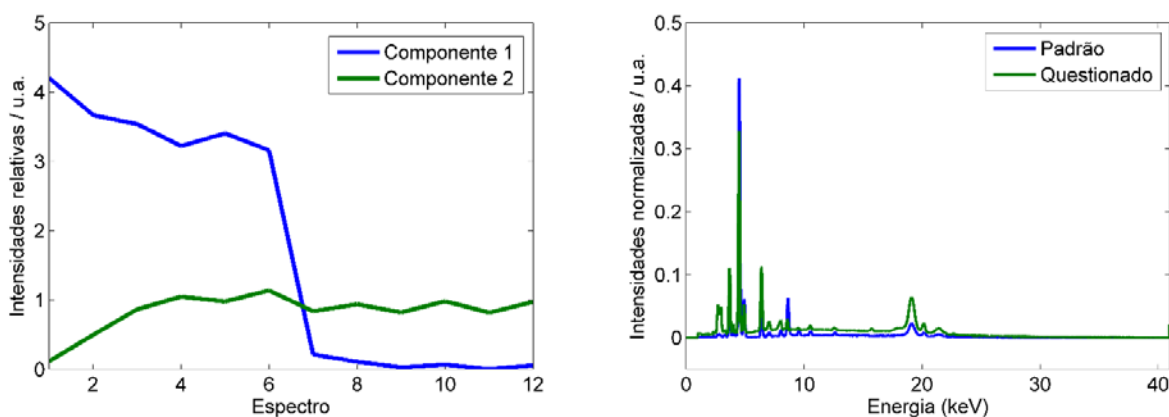 Intensidades relativas / u.a.
5
4
3
2
1
0
2
4
6
8
10
12
Espectro
Componente 1
Componente 2
Intensidades normalizadas / u.a.
0.5
0.4
0.3
0.2
0.1
0
0
10
20
30
40
Energia (keV)
Padrão
Questionado